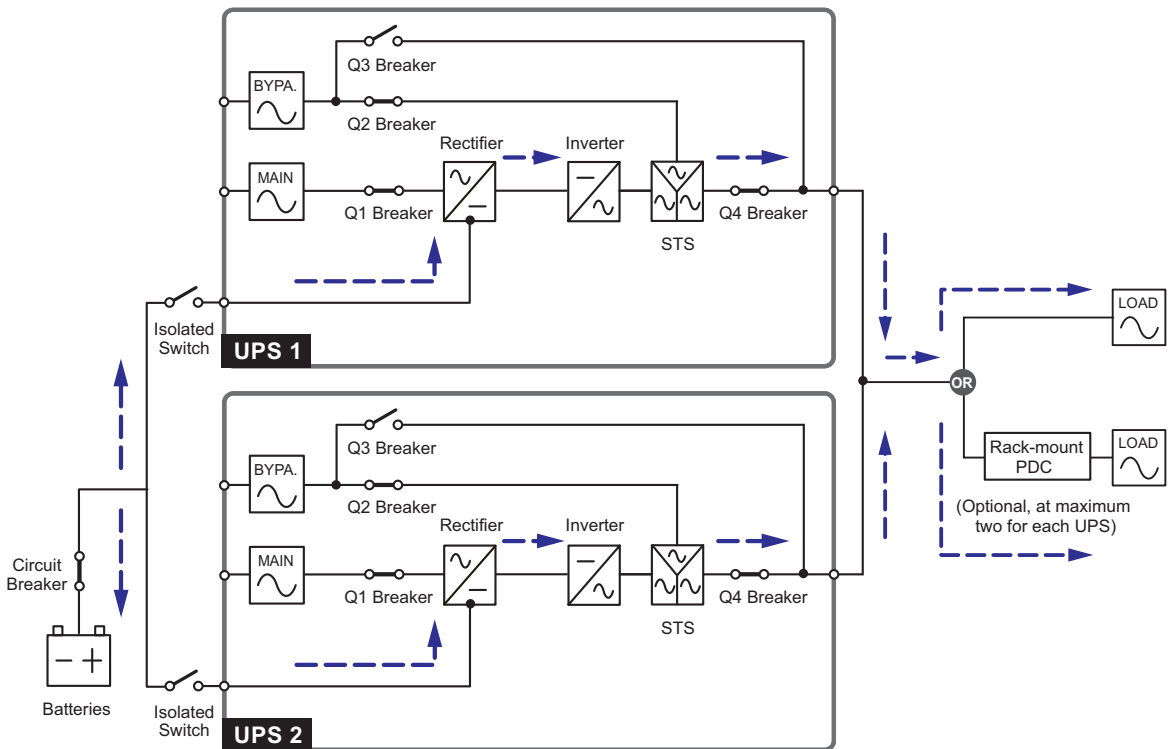 Q3 Breaker
BYPA.
Q2 Breaker
Rectifier
Inverter
MAIN
Q1 Breaker
Q4 Breaker
STS
Isolated
Switch
UPS 1
LOAD
OR
Rack-mount
PDC
LOAD
(Optional, at maximum
two for each UPS)
Q3 Breaker
BYPA.
Q2 Breaker
Rectifier
Inverter
MAIN
Q1 Breaker
Q4 Breaker
STS
Circuit
Breaker
Batteries
Isolated
Switch
UPS 2